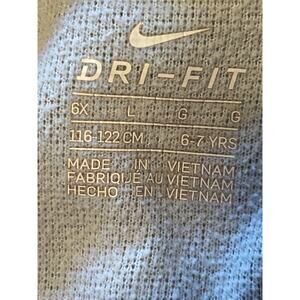 DRI-FIT
6X L G G
116-122 CM 6-7 YRS
MADE IN VIETNAM
FABRIQUÉ AU VIETNAM
HECHO EN VIETNAM